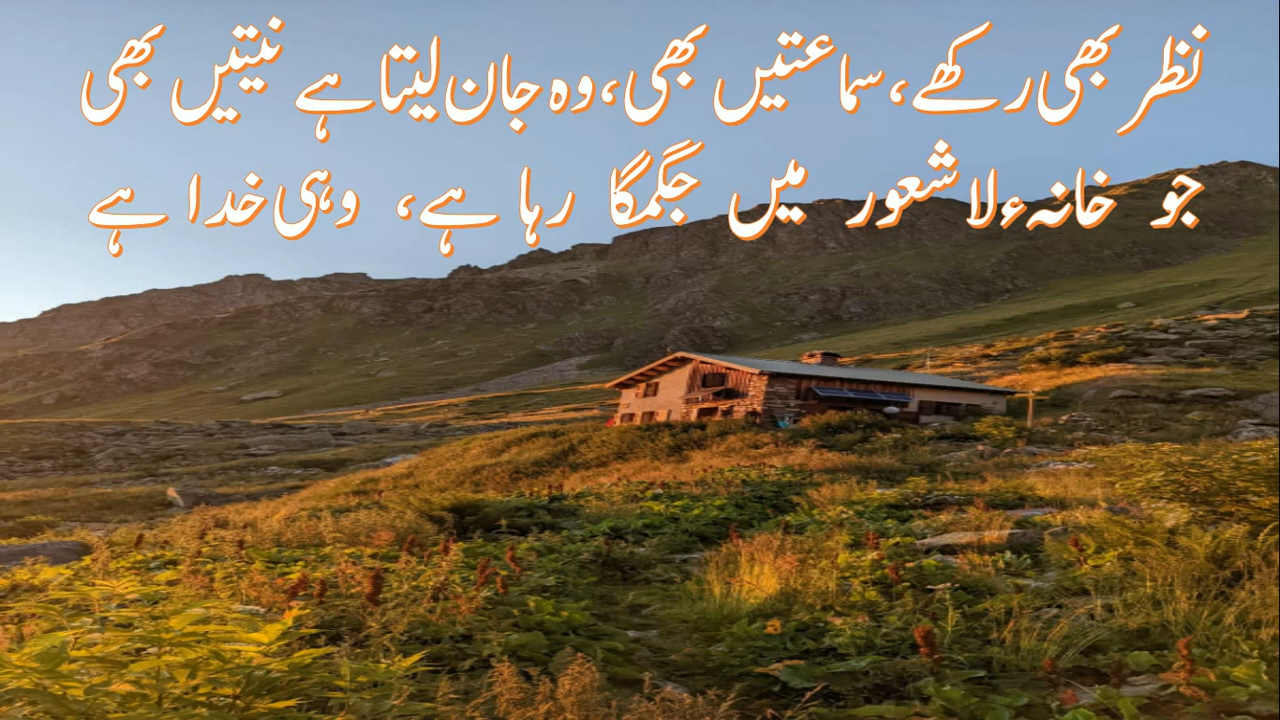 نظر بھی رکھے، سماعتیں بھی، وہ جان لیتا ہے نیتیں بھی
جو خانہء لاشعور میں جگمگا رہا ہے، وہی خدا ہے